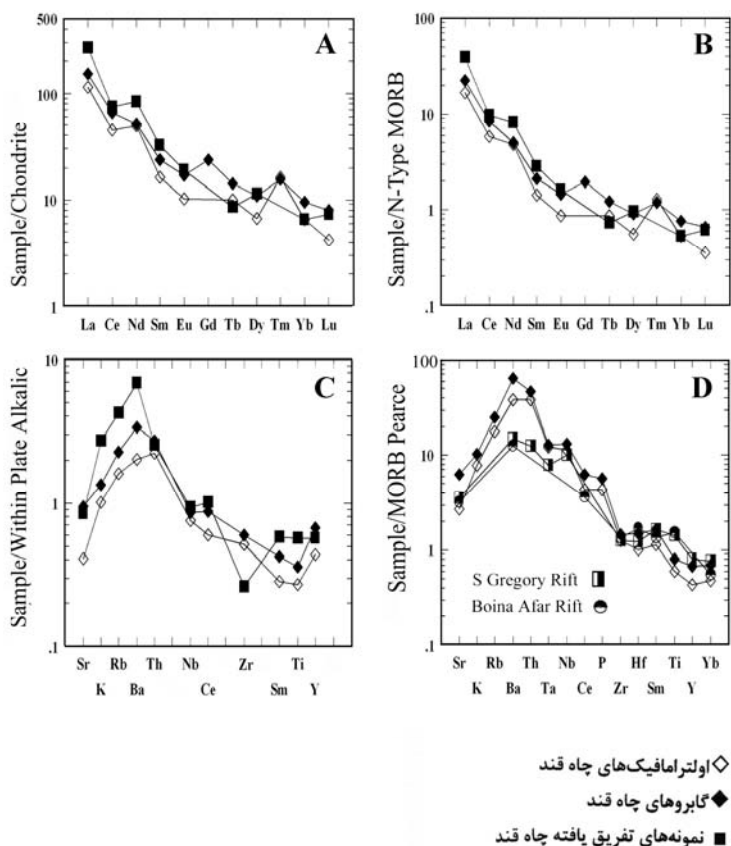 A
500
100
10
1
Sample/Chondrite
La Ce Nd Sm Eu Gd Tb Dy Tm Yb Lu
B
100
10
1
.1
Sample/N-Type MORB
La Ce Nd Sm Eu Gd Tb Dy Tm Yb Lu
C
10
1
.1
Sample/Within Plate Alkalic
Sr Rb Th Nb Zr Ti
K Ba Ce Sm Y
D
100
10
1
.1
Sample/MORB Pearce
S Gregory Rift
Boina Afar Rift
Sr Rb Th Nb P Hf Ti Yb
K Ba Ta Ce Zr Sm Y
اولترامافیک‌های چاه قند
گابروهای چاه قند
نمونه‌های تفریق یافته چاه قند